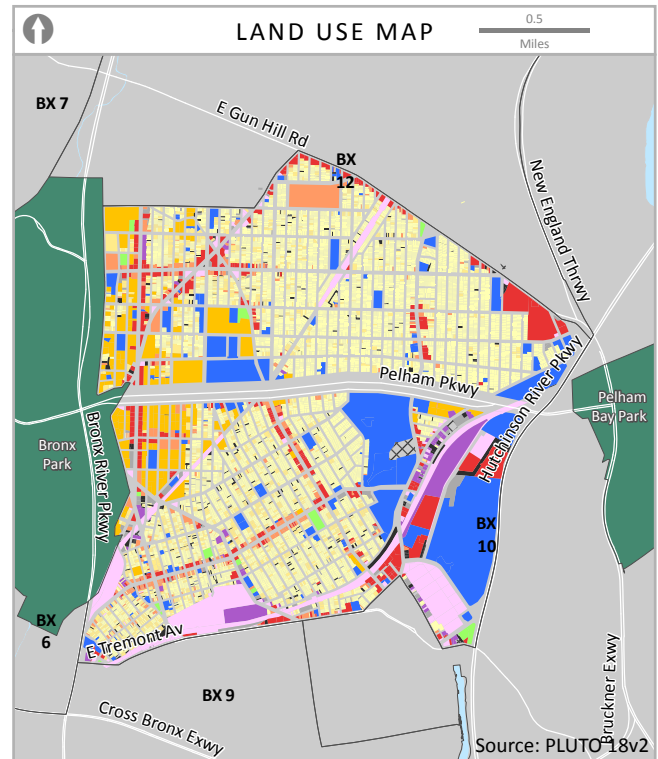 LAND USE MAP
0.5
Miles
BX 7
E Gun Hill Rd
BX
12
New England Thrwy
Pelham Pkwy
Hutchinson River Pkwy
Pelham
Bay Park
Bronx
Park
Bronx River Pkwy
BX
10
BX
6
E Tremont Av
BX 9
Cross Bronx Exwy
Bruckner Exwy
Source: PLUTO 18v2